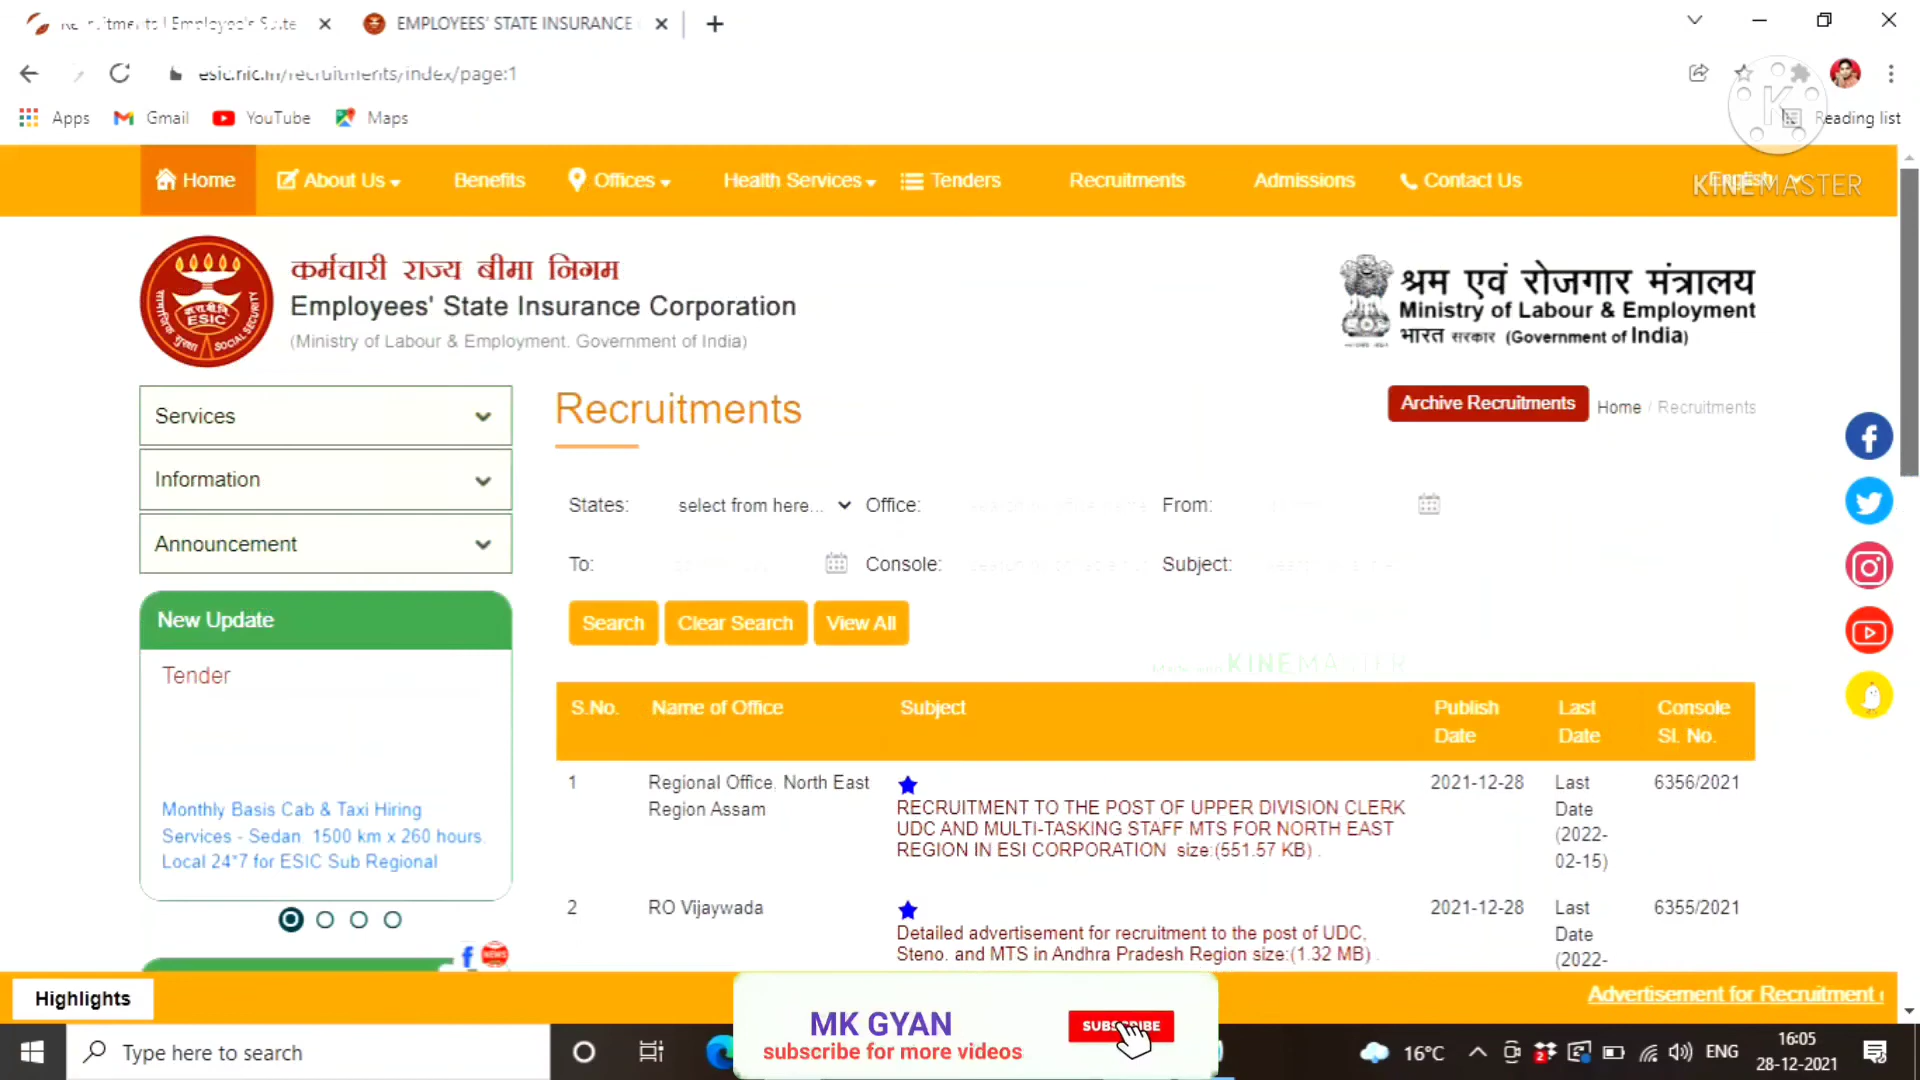 EMPLOYEES' STATE INSURANCE
esic.nic.in/recruitments/index/page:1
Apps Gmail YouTube Maps
Reading list
Home About Us Benefits Offices Health Services Tenders Recruitments Admissions Contact Us English
KINEMASTER
कर्मचारी राज्य बीमा निगम
Employees' State Insurance Corporation
(Ministry of Labour & Employment. Government of India)
ESIC
SOCIAL SECURITY
श्रम एवं रोजगार मंत्रालय
Ministry of Labour & Employment
भारत सरकार (Government of India)
Services
Information
Announcement
New Update
Tender
Monthly Basis Cab & Taxi Hiring
Services - Sedan 1500 km x 260 hours
Local 24*7 for ESIC Sub Regional
Recruitments
Archive Recruitments Home / Recruitments
States: select from here... Office: From:
To: Console: Subject:
Search Clear Search View All
KINEMASTER
S.No. Name of Office Subject Publish Date Last Date Console Sl. No.
1 Regional Office. North East Region Assam
RECRUITMENT TO THE POST OF UPPER DIVISION CLERK
UDC AND MULTI-TASKING STAFF MTS FOR NORTH EAST
REGION IN ESI CORPORATION size:(551.57 KB) .
2021-12-28 Last Date (2022-02-15) 6356/2021
2 RO Vijaywada
Detailed advertisement for recruitment to the post of UDC,
Steno. and MTS in Andhra Pradesh Region size:(1.32 MB) .
2021-12-28 Last Date (2022- 6355/2021
Highlights
Advertisement for Recruitment
MK GYAN
subscribe for more videos
SUBSCRIBE
Type here to search
16°C ENG
16:05
28-12-2021